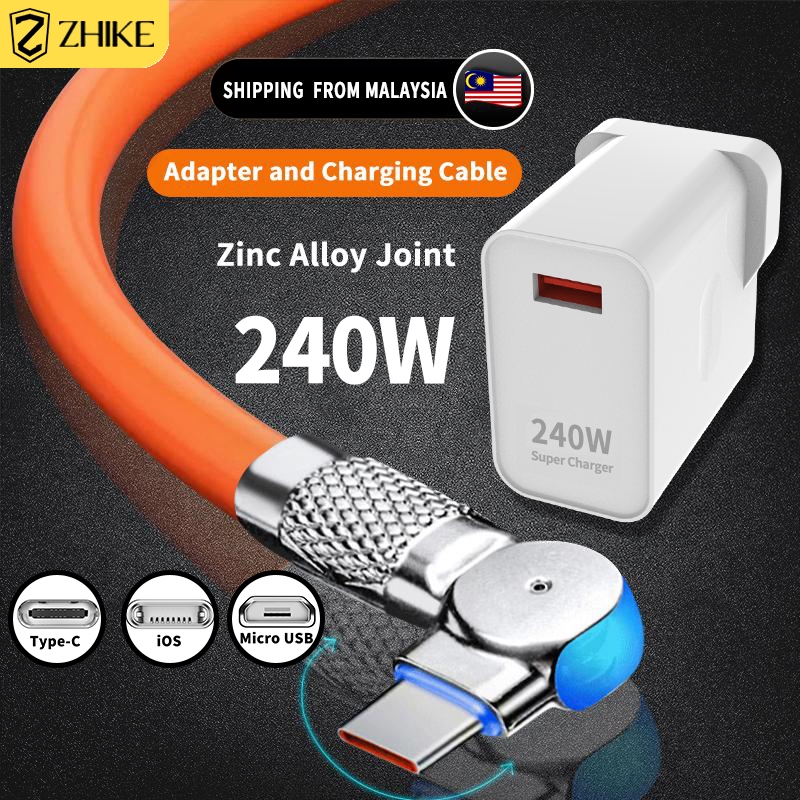 ZHIKE
SHIPPING FROM MALAYSIA
Adapter and Charging Cable
Zinc Alloy Joint
240W
240W
Super Charger
Type-C
iOS
Micro USB